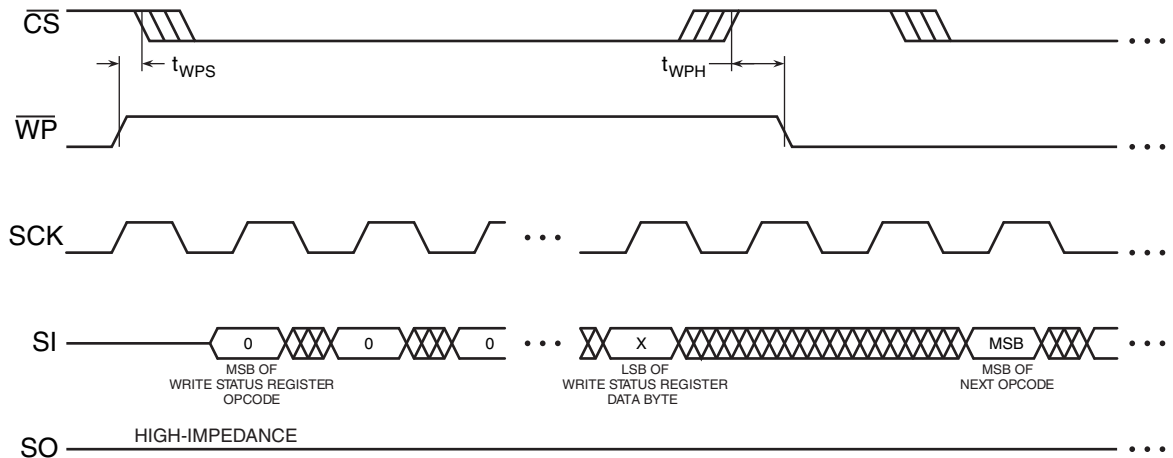 CS
tWPS
tWPH
WP
SCK
SI
0
0
0
X
MSB
MSB OF
WRITE STATUS REGISTER
OPCODE
LSB OF
WRITE STATUS REGISTER
DATA BYTE
MSB OF
NEXT OPCODE
SO
HIGH-IMPEDANCE